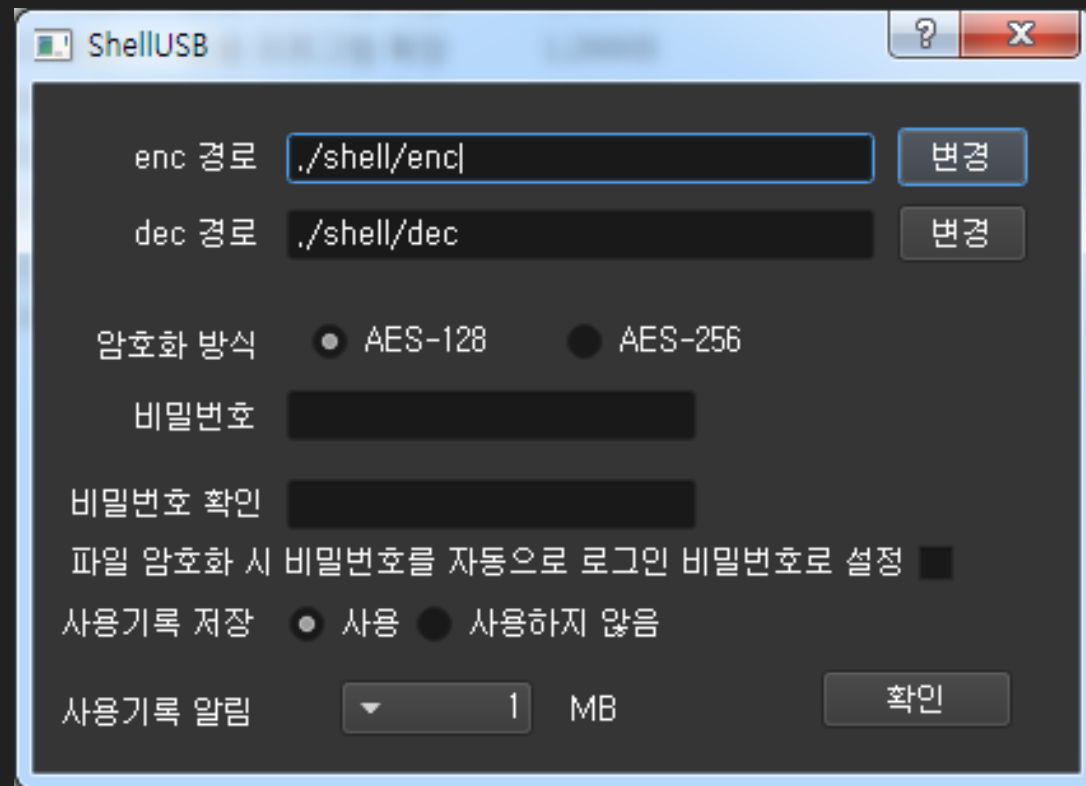 ShellUSB
enc 경로 ./shell/enc 변경
dec 경로 ./shell/dec 변경
암호화 방식 AES-128 AES-256
비밀번호
비밀번호 확인
파일 암호화 시 비밀번호를 자동으로 로그인 비밀번호로 설정
사용기록 저장 사용 사용하지 않음
사용기록 알림 1 MB 확인